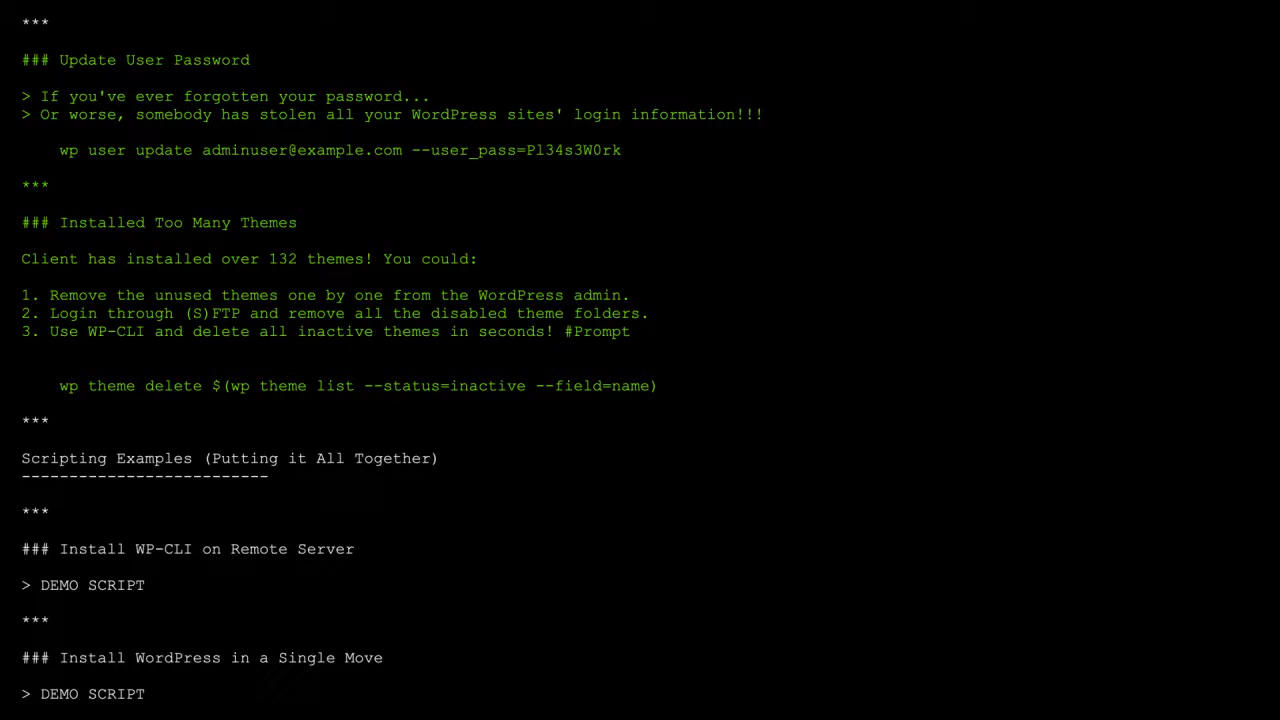 ***
### Update User Password
> If you've ever forgotten your password...
> Or worse, somebody has stolen all your WordPress sites' login information!!!
wp user update adminuser@example.com --user_pass=Pl34s3W0rk
***
### Installed Too Many Themes
Client has installed over 132 themes! You could:
1. Remove the unused themes one by one from the WordPress admin.
2. Login through (S)FTP and remove all the disabled theme folders.
3. Use WP-CLI and delete all inactive themes in seconds! #Prompt
wp theme delete $(wp theme list --status=inactive --field=name)
***
Scripting Examples (Putting it All Together)
--------------------------
***
### Install WP-CLI on Remote Server
> DEMO SCRIPT
***
### Install WordPress in a Single Move
> DEMO SCRIPT